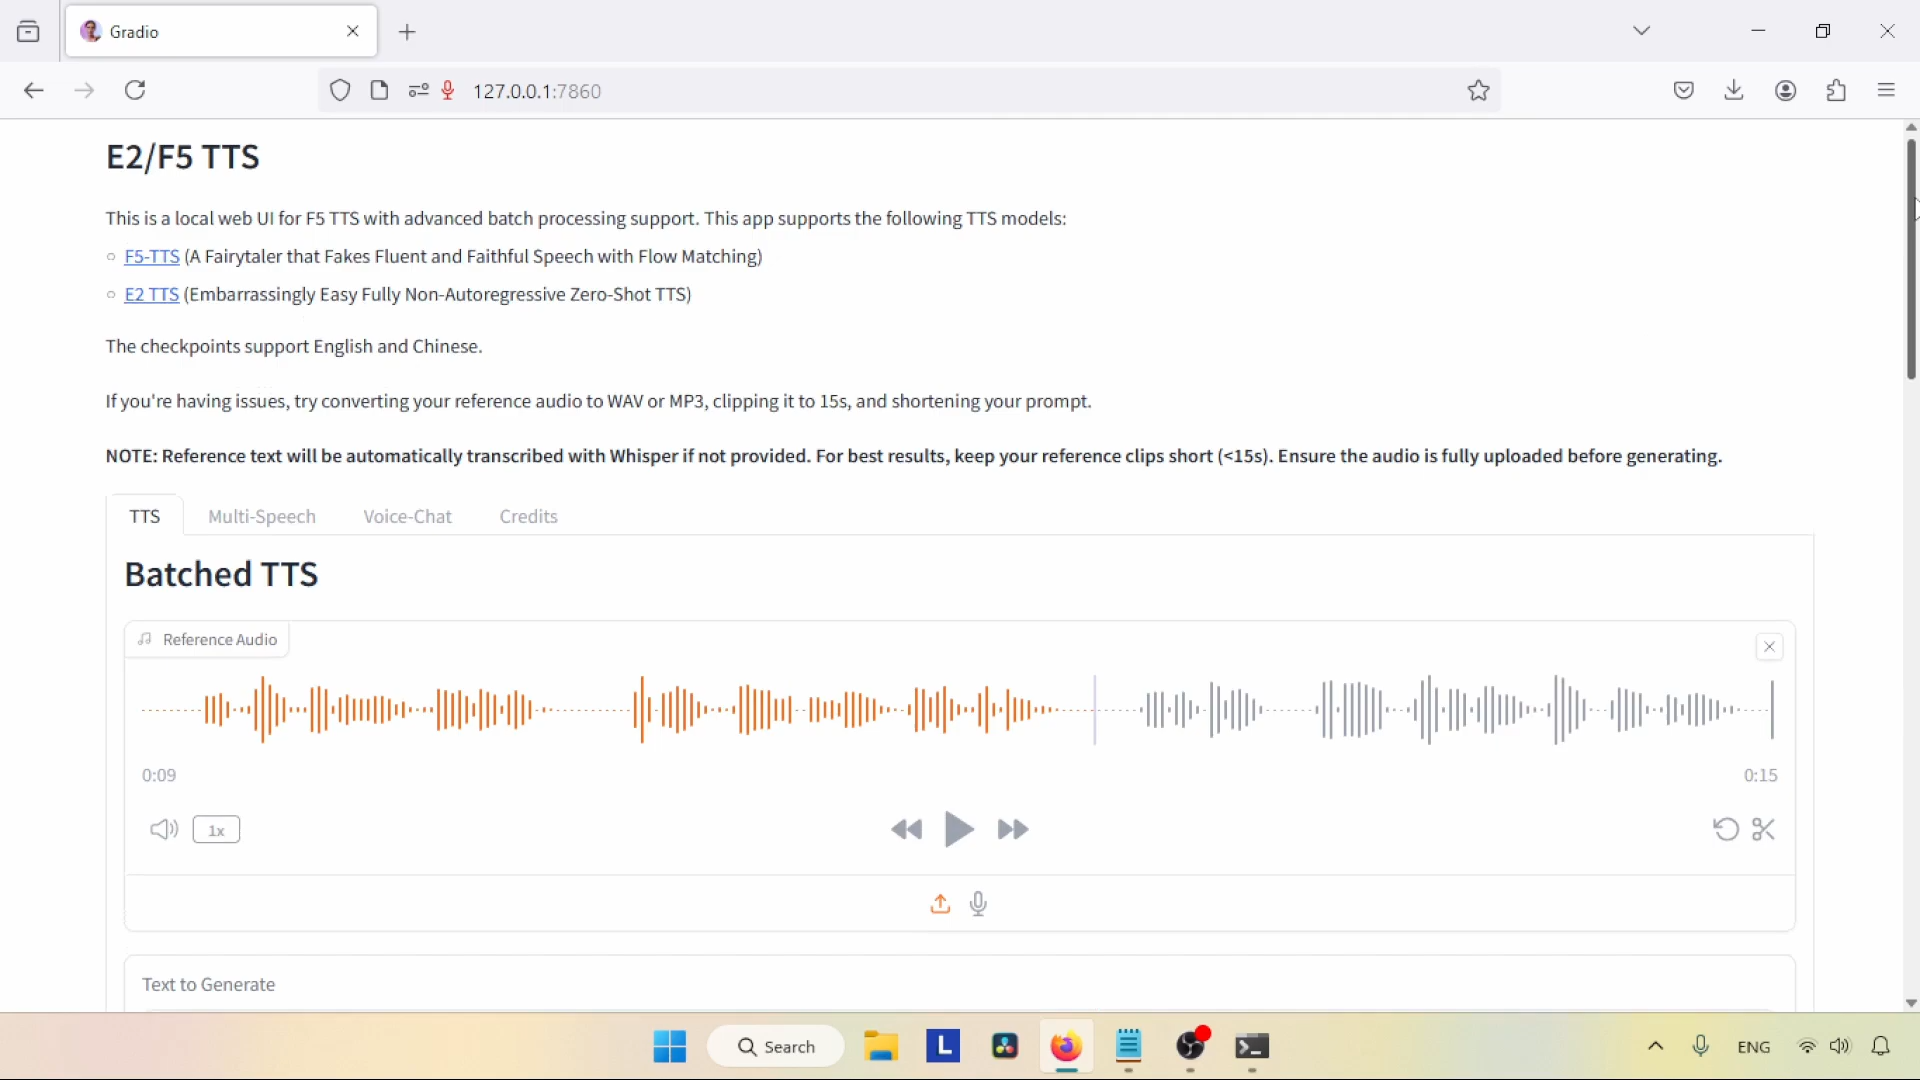 Gradio
127.0.0.1:7860
E2/F5 TTS
This is a local web UI for F5 TTS with advanced batch processing support. This app supports the following TTS models:
F5-TTS (A Fairytaler that Fakes Fluent and Faithful Speech with Flow Matching)
E2 TTS (Embarrassingly Easy Fully Non-Autoregressive Zero-Shot TTS)
The checkpoints support English and Chinese.
If you're having issues, try converting your reference audio to WAV or MP3, clipping it to 15s, and shortening your prompt.
NOTE: Reference text will be automatically transcribed with Whisper if not provided. For best results, keep your reference clips short (<15s). Ensure the audio is fully uploaded before generating.
TTS Multi-Speech Voice-Chat Credits
Batched TTS
Reference Audio
0:09 0:15
1x
Text to Generate
Search L ENG